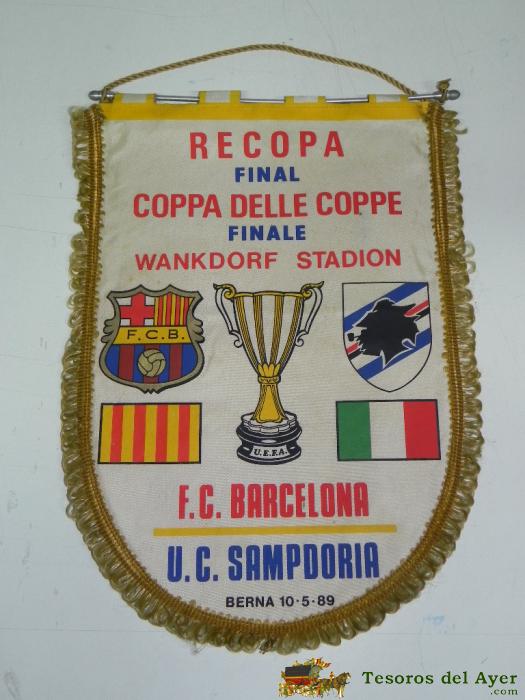 RECOPA
FINAL
COPPA DELLE COPPE
FINALE
WANKDORF STADION
F.C.B.
U.E.F.A.
F.C. BARCELONA
U.C. SAMPDORIA
BERNA 10·5·89
Tesoros del Ayer
.com